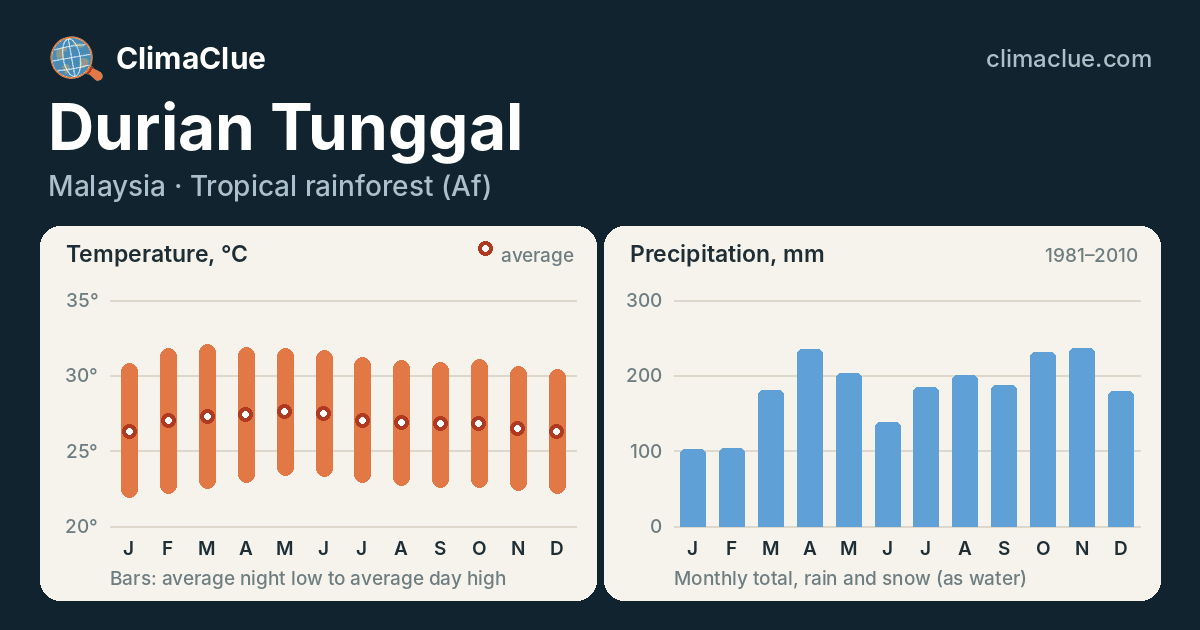 ClimaClue
climaclue.com
Durian Tunggal
Malaysia · Tropical rainforest (Af)
Temperature, °C
average
35°
30°
25°
20°
J F M A M J J A S O N D
Bars: average night low to average day high
Precipitation, mm
1981–2010
300
200
100
0
J F M A M J J A S O N D
Monthly total, rain and snow (as water)